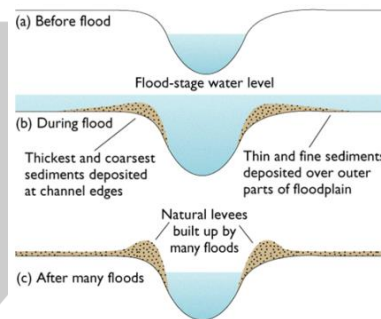 (a) Before flood
Flood-stage water level
(b) During flood
Thickest and coarsest
sediments deposited
at channel edges
Thin and fine sediments
deposited over outer
parts of floodplain
Natural levees
built up by
many floods
(c) After many floods